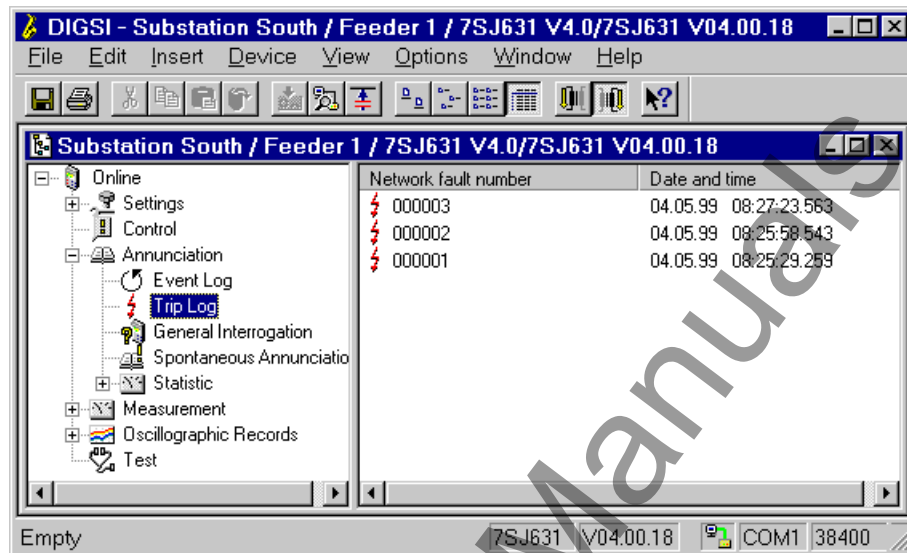 DIGSI - Substation South / Feeder 1 / 7SJ631 V4.0/7SJ631 V04.00.18
File Edit Insert Device View Options Window Help
Substation South / Feeder 1 / 7SJ631 V4.0/7SJ631 V04.00.18
Online
Settings
Control
Annunciation
Event Log
Trip Log
General Interrogation
Spontaneous Annunciatio
Statistic
Measurement
Oscillographic Records
Test
Network fault number Date and time
000003 04.05.99 08:27:23.563
000002 04.05.99 08:25:58.543
000001 04.05.99 08:25:29.259
Empty 7SJ631 V04.00.18 COM1 38400
Manuals